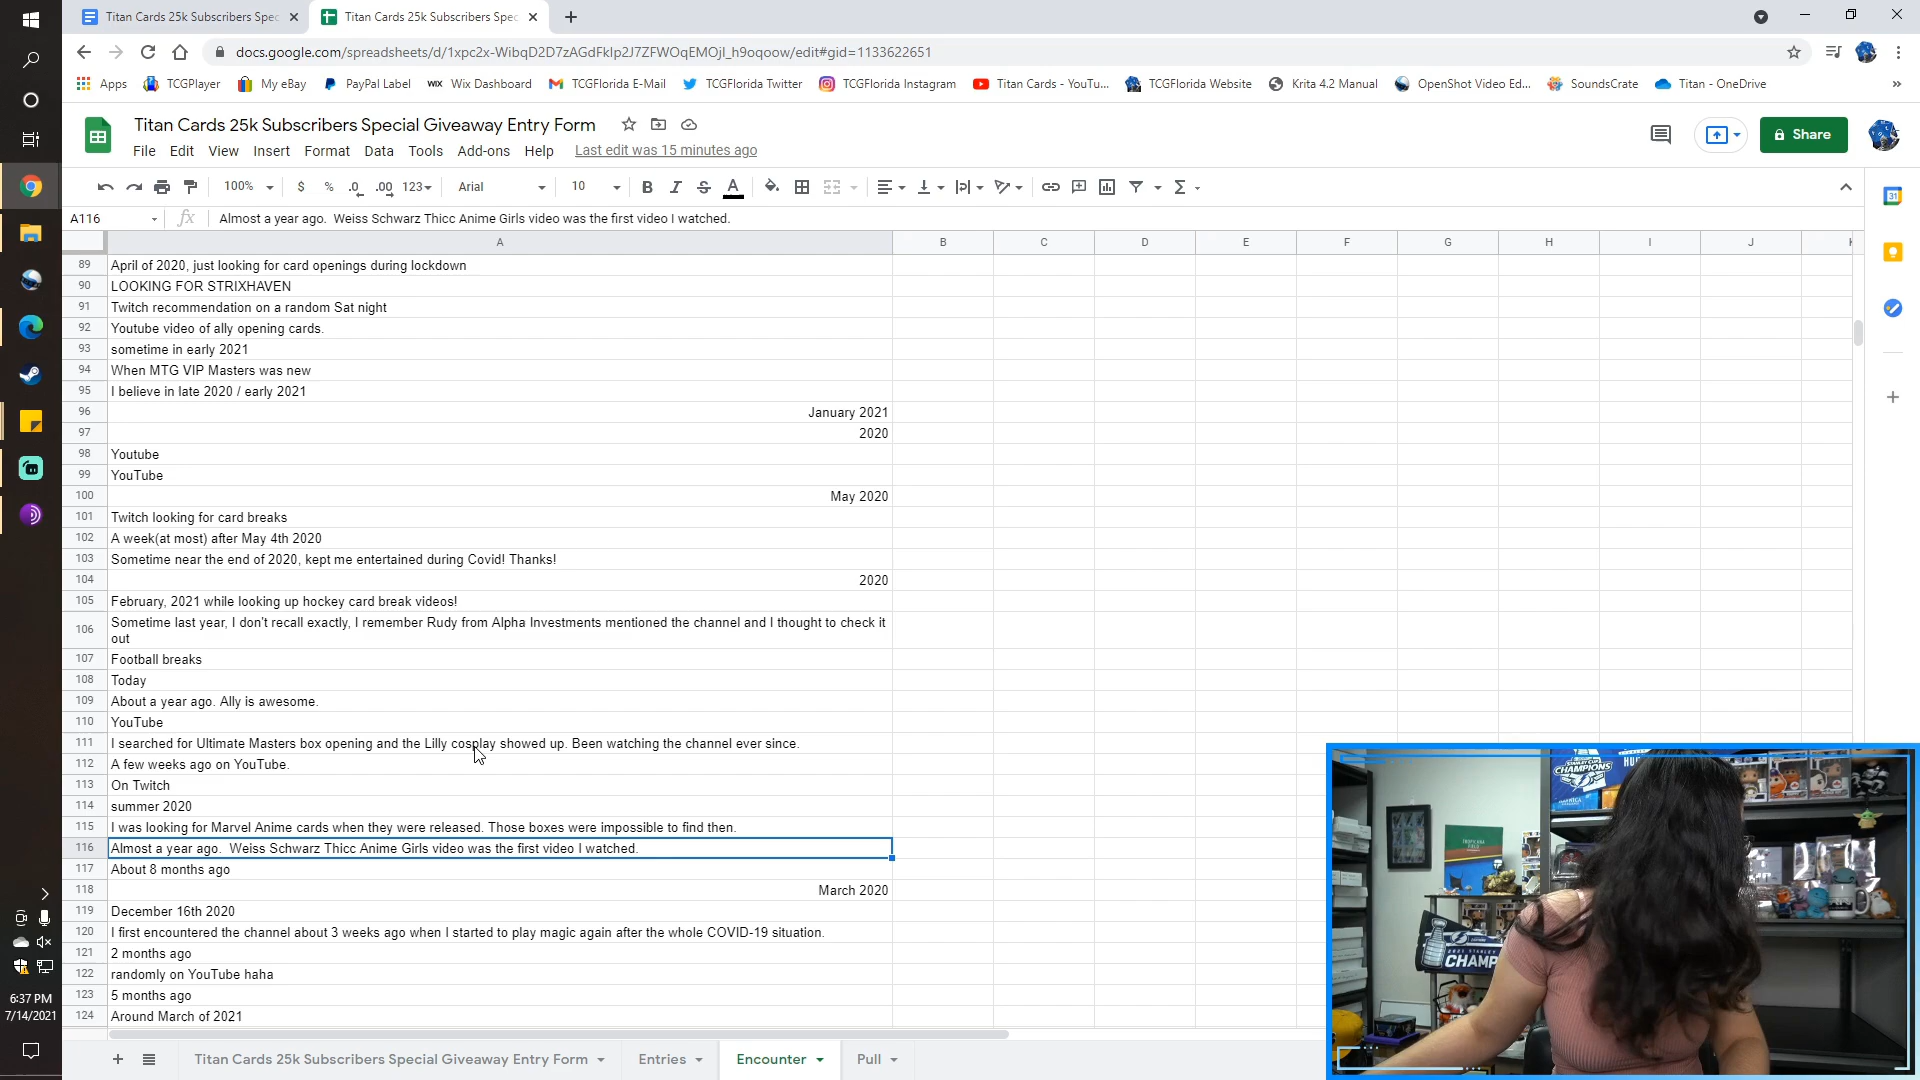 Titan Cards 25k Subscribers Spec
Titan Cards 25k Subscribers Spec
docs.google.com/spreadsheets/d/1xpc2x-WibqD2D7zAGdFklp2J7ZFWOqEMOjl_h9oqoow/edit#gid=1133622651
Apps TCGPlayer My eBay PayPal Label WIX Wix Dashboard TCGFlorida E-Mail TCGFlorida Twitter TCGFlorida Instagram Titan Cards - YouTu... TCGFlorida Website Krita 4.2 Manual OpenShot Video Ed... SoundsCrate Titan - OneDrive »
Titan Cards 25k Subscribers Special Giveaway Entry Form
Share
File Edit View Insert Format Data Tools Add-ons Help Last edit was 15 minutes ago
100% $ % .0 .00 123 Arial 10 B I S A Σ
31
A116 fx Almost a year ago.  Weiss Schwarz Thicc Anime Girls video was the first video I watched.
A B C D E F G H I J
89 April of 2020, just looking for card openings during lockdown
90 LOOKING FOR STRIXHAVEN
91 Twitch recommendation on a random Sat night
92 Youtube video of ally opening cards.
93 sometime in early 2021
94 When MTG VIP Masters was new
95 I believe in late 2020 / early 2021
96 January 2021
97 2020
98 Youtube
99 YouTube
100 May 2020
101 Twitch looking for card breaks
102 A week(at most) after May 4th 2020
103 Sometime near the end of 2020, kept me entertained during Covid! Thanks!
104 2020
105 February, 2021 while looking up hockey card break videos!
106 Sometime last year, I don't recall exactly, I remember Rudy from Alpha Investments mentioned the channel and I thought to check it
out
107 Football breaks
108 Today
109 About a year ago. Ally is awesome.
110 YouTube
111 I searched for Ultimate Masters box opening and the Lilly cosplay showed up. Been watching the channel ever since.
112 A few weeks ago on YouTube.
113 On Twitch
114 summer 2020
115 I was looking for Marvel Anime cards when they were released. Those boxes were impossible to find then.
116 Almost a year ago.  Weiss Schwarz Thicc Anime Girls video was the first video I watched.
117 About 8 months ago
118 March 2020
119 December 16th 2020
120 I first encountered the channel about 3 weeks ago when I started to play magic again after the whole COVID-19 situation.
121 2 months ago
122 randomly on YouTube haha
123 5 months ago
124 Around March of 2021
STANLEY CUP
CHAMPIONS
CHAMP
6:37 PM
7/14/2021
Titan Cards 25k Subscribers Special Giveaway Entry Form Entries Encounter Pull